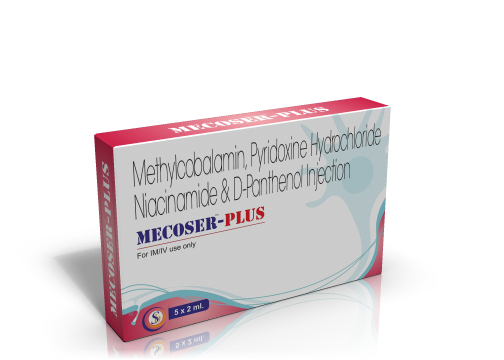 MECOSER-PLUS
MECOSER-PLUS
Methylcobalamin, Pyridoxine Hydrochloride
Niacinamide & D-Panthenol Injection
MECOSER-PLUS
For IM/IV use only
S
5 x 2 ml.